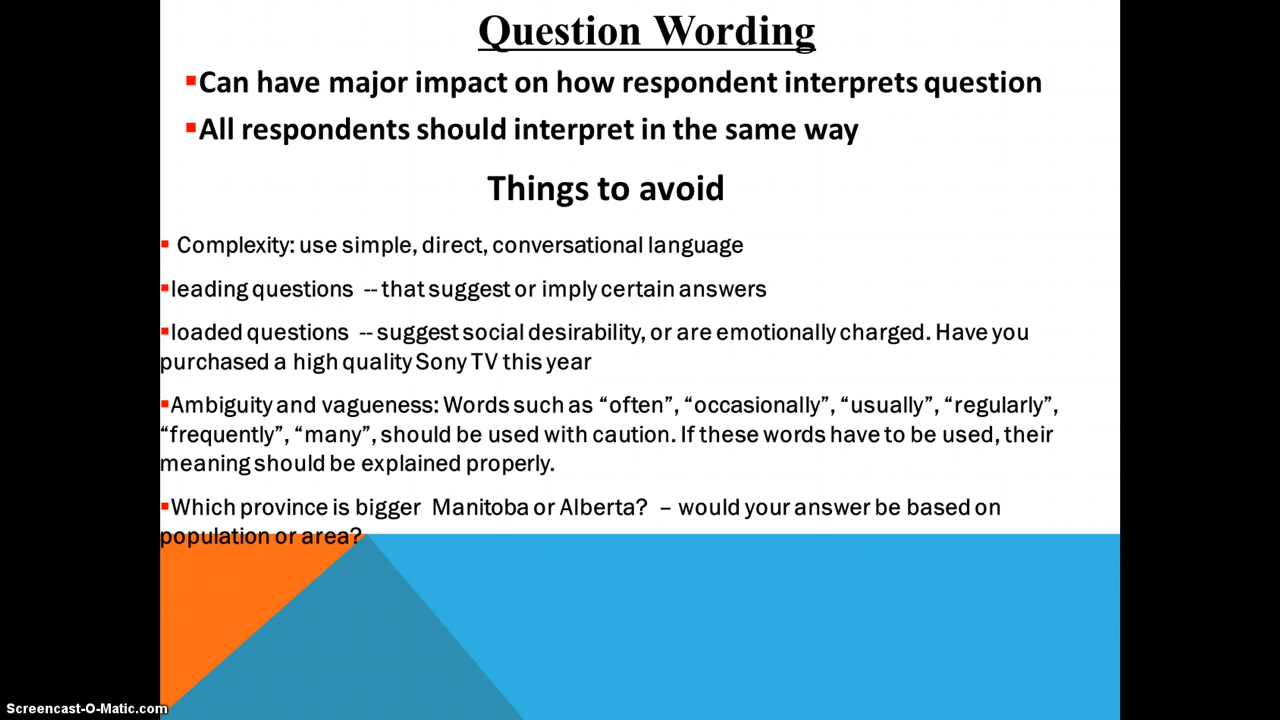 Question Wording
▪Can have major impact on how respondent interprets question
▪All respondents should interpret in the same way
Things to avoid
▪ Complexity: use simple, direct, conversational language
▪leading questions -- that suggest or imply certain answers
▪loaded questions -- suggest social desirability, or are emotionally charged. Have you
purchased a high quality Sony TV this year
▪Ambiguity and vagueness: Words such as “often”, “occasionally”, “usually”, “regularly”,
“frequently”, “many”, should be used with caution. If these words have to be used, their
meaning should be explained properly.
▪Which province is bigger Manitoba or Alberta? – would your answer be based on
population or area?
Screencast-O-Matic.com